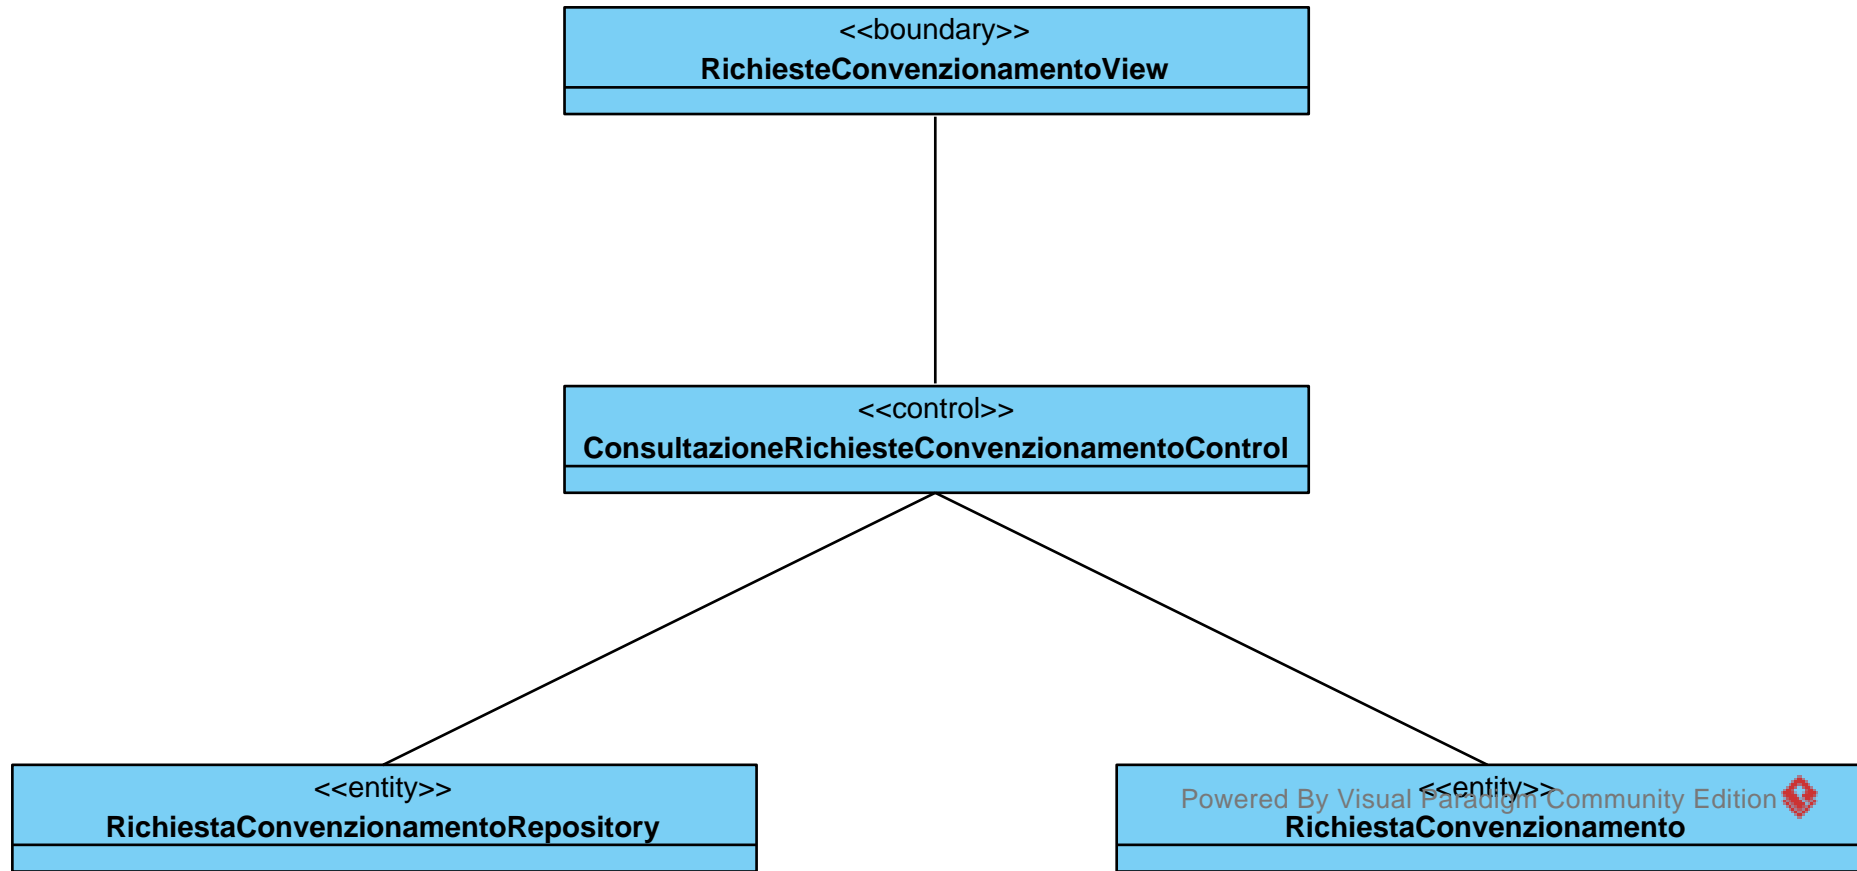 <<boundary>>
RichiesteConvenzionamentoView
<<control>>
ConsultazioneRichiesteConvenzionamentoControl
<<entity>>
RichiestaConvenzionamentoRepository
<<entity>>
Powered By Visual Paradigm Community Edition
RichiestaConvenzionamento